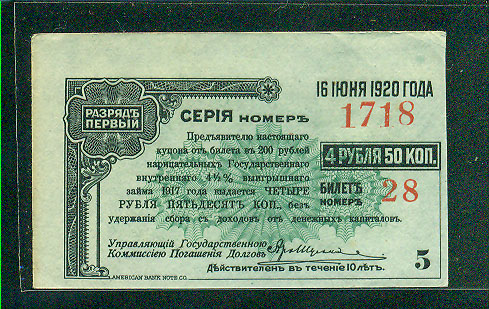 16 ІЮНЯ 1920 ГОДА
РАЗРЯДЪ
ПЕРВЫЙ
СЕРІЯ НОМЕРЪ 1718
Предъявителю настоящаго
купона отъ билета въ 200 рублей
нарицательныхъ Государственнаго
внутренняго 4½% выигрышнаго
займа 1917 года выдается ЧЕТЫРЕ
РУБЛЯ ПЯТЬДЕСЯТЪ КОП. безъ
удержанія сбора съ доходовъ отъ денежныхъ капиталовъ.
4 РУБЛЯ 50 КОП.
БИЛЕТЪ
НОМЕРЪ 28
Управляющій Государственною
Коммиссіею Погашенія Долговъ
Дѣйствителенъ въ теченіе 10 лѣтъ.
5
AMERICAN BANK NOTE CO.